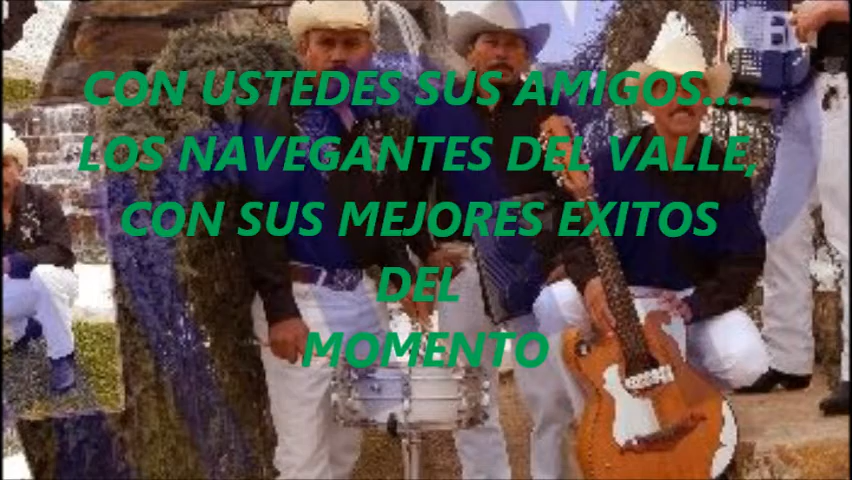 CON USTEDES SUS AMIGOS....
LOS NAVEGANTES DEL VALLE,
CON SUS MEJORES EXITOS
DEL
MOMENTO